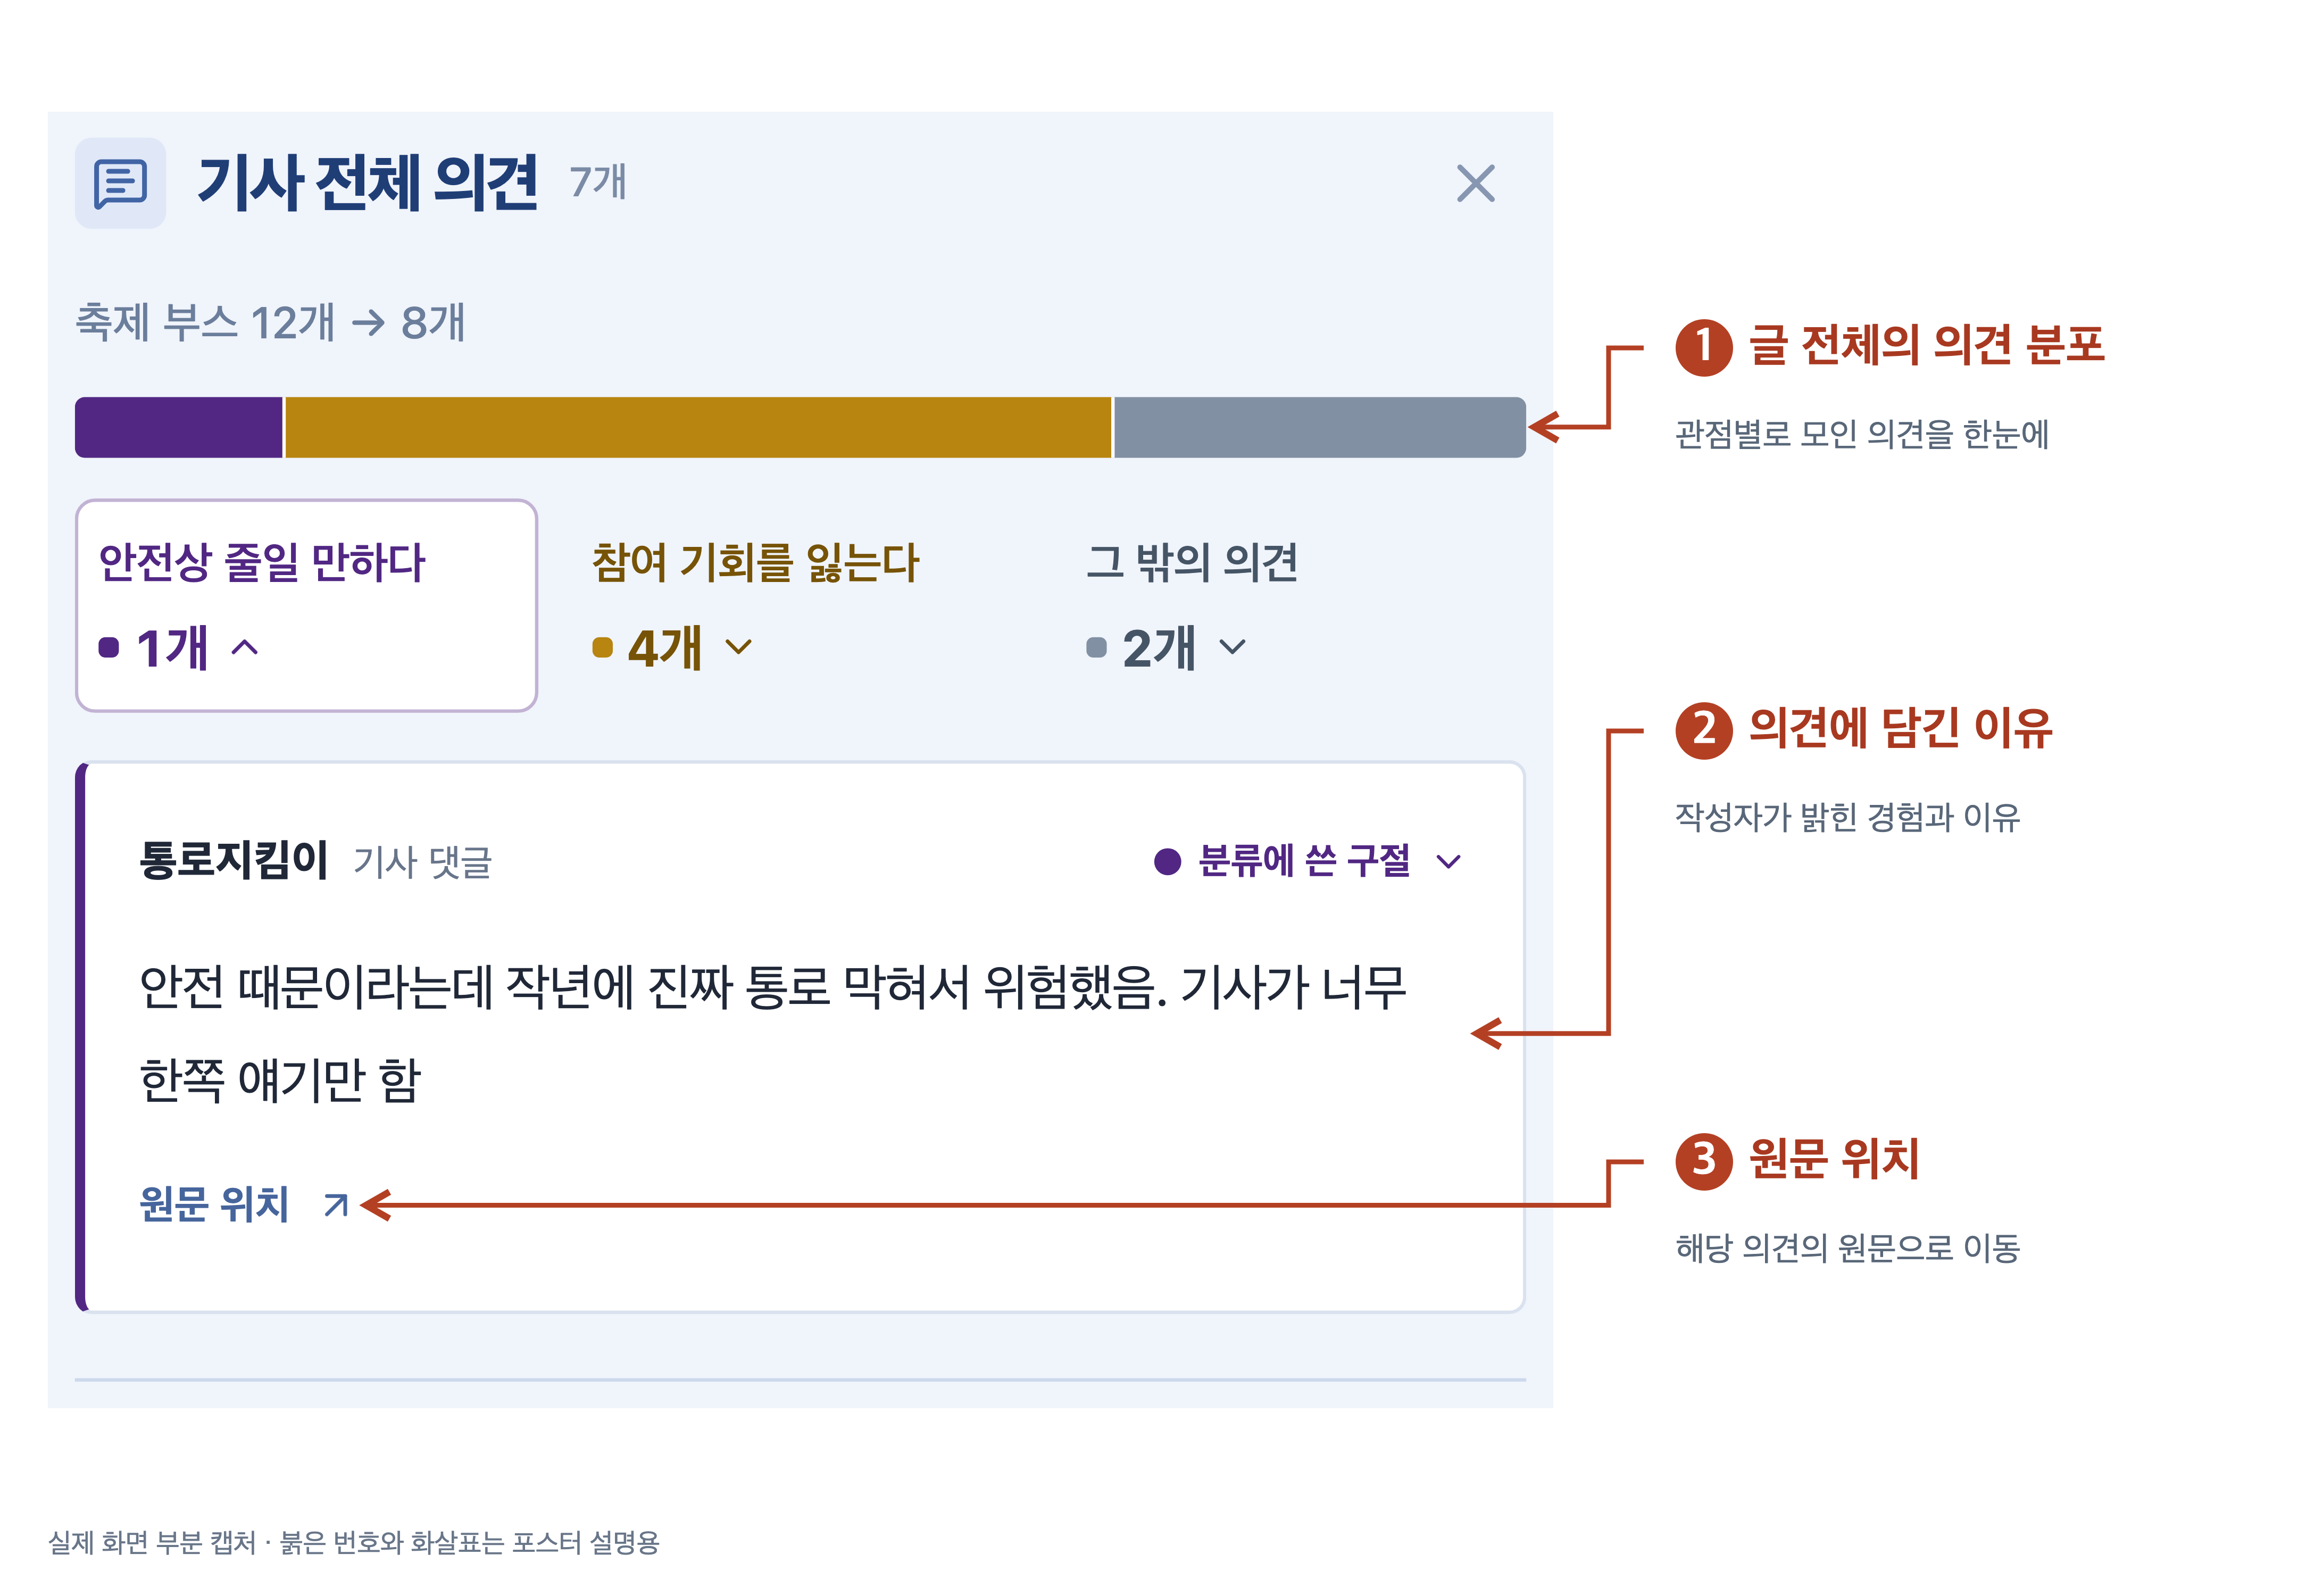 기사 전체 의견 7개
축제 부스 12개 → 8개
안전상 줄일 만하다
1개
참여 기회를 잃는다
4개
그 밖의 의견
2개
통로지킴이 기사 댓글
분류에 쓴 구절
안전 때문이라는데 작년에 진짜 통로 막혀서 위험했음. 기사가 너무
한쪽 얘기만 함
원문 위치
1 글 전체의 의견 분포
관점별로 모인 의견을 한눈에
2 의견에 담긴 이유
작성자가 밝힌 경험과 이유
3 원문 위치
해당 의견의 원문으로 이동
실제 화면 부분 캡처 · 붉은 번호와 화살표는 포스터 설명용